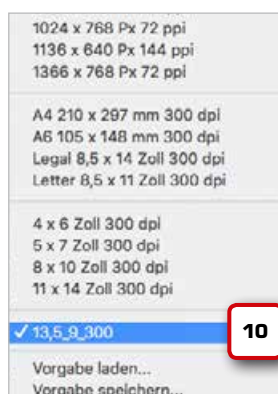 1024 x 768 Px 72 ppi
1136 x 640 Px 144 ppi
1366 x 768 Px 72 ppi
A4 210 x 297 mm 300 dpi
A6 105 x 148 mm 300 dpi
Legal 8,5 x 14 Zoll 300 dpi
Letter 8,5 x 11 Zoll 300 dpi
4 x 6 Zoll 300 dpi
5 x 7 Zoll 300 dpi
8 x 10 Zoll 300 dpi
11 x 14 Zoll 300 dpi
✓ 13,5_9_300 10
Vorgabe laden...
Vorgabe speichern...